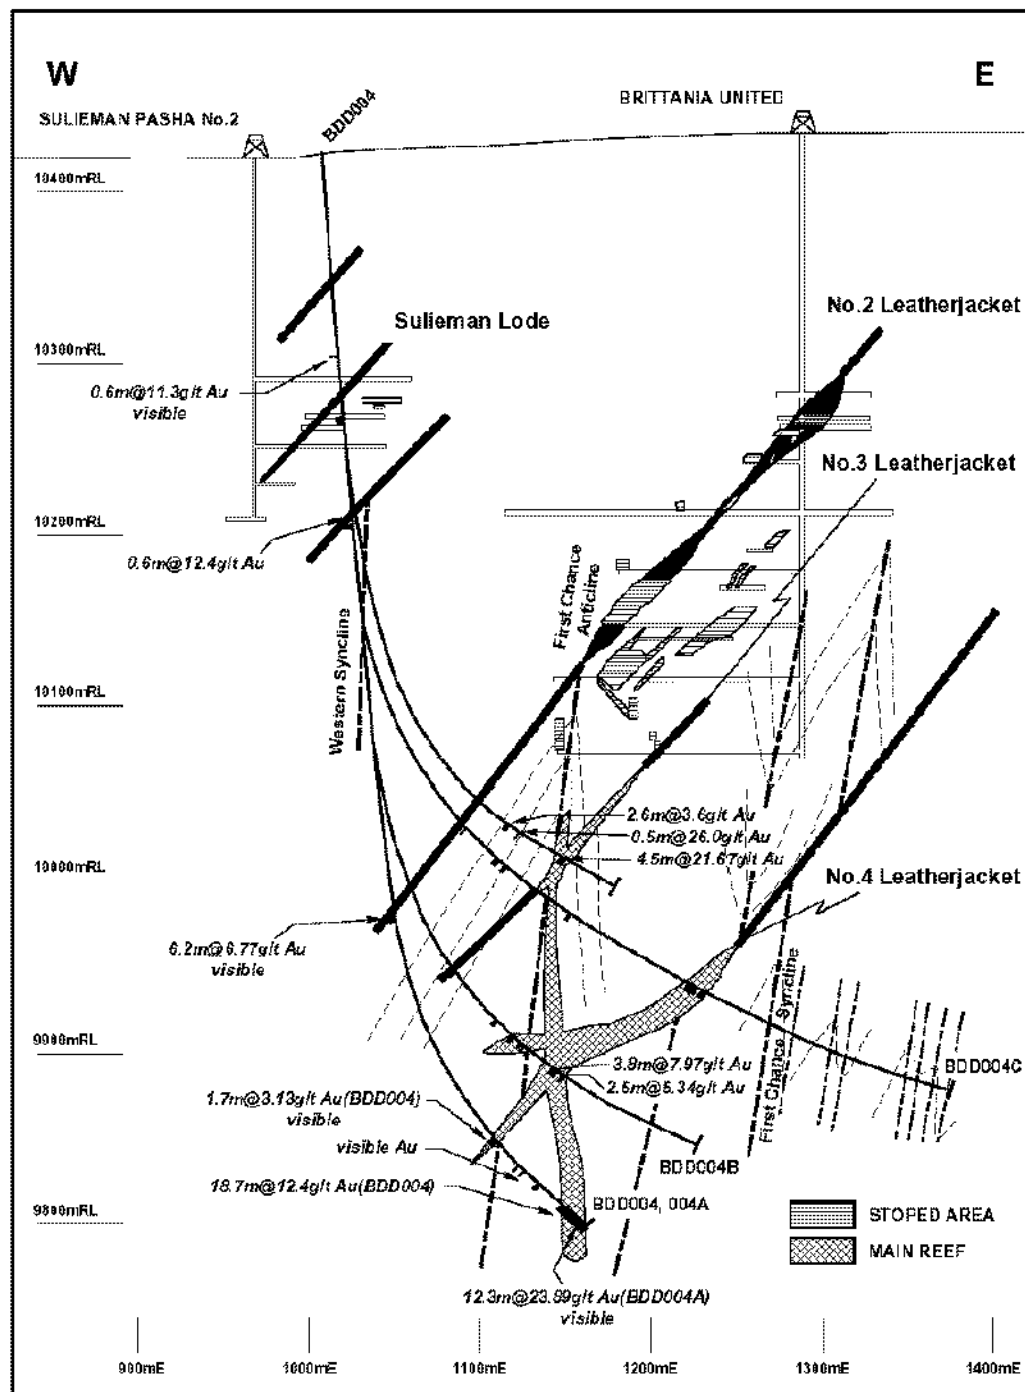 W
E
SULIEMAN PASHA No.2
BDD004
BRITTANIA UNITED
10400mRL
No.2 Leatherjacket
Sulieman Lode
10300mRL
0.6m@11.3g/t Au
visible
No.3 Leatherjacket
10200mRL
0.6m@12.4g/t Au
First Chance
Anticline
Western Syncline
10100mRL
2.6m@3.6g/t Au
0.5m@26.0g/t Au
4.5m@21.67g/t Au
10000mRL
No.4 Leatherjacket
6.2m@6.77g/t Au
visible
First Chance Syncline
9900mRL
3.8m@7.97g/t Au
BDD004C
2.5m@5.34g/t Au
1.7m@3.13g/t Au(BDD004)
visible
visible Au
BDD004B
18.7m@12.4g/t Au(BDD004)
BDD004, 004A
9800mRL
STOPED AREA
MAIN REEF
12.3m@23.89g/t Au(BDD004A)
visible
900mE
1000mE
1100mE
1200mE
1300mE
1400mE